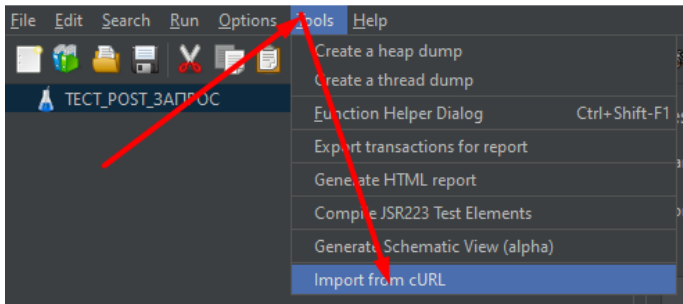 File Edit Search Run Options Tools Help
ТЕСТ_POST_ЗАПРОС
Create a heap dump
Create a thread dump
Function Helper Dialog Ctrl+Shift-F1
Export transactions for report
Generate HTML report
Compile JSR223 Test Elements
Generate Schematic View (alpha)
Import from cURL